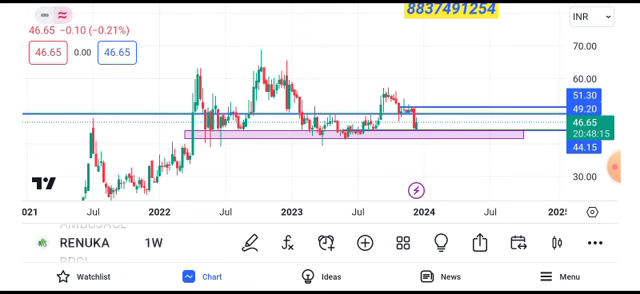 8837491254
INR
46.65 −0.10 (−0.21%)
46.65 0.00 46.65
70.00
60.00
51.30
49.20
46.65
20:48:15
44.15
30.00
2021 Jul 2022 Jul 2023 Jul 2024 Jul 2025
RENUKA 1W
Watchlist Chart Ideas News Menu